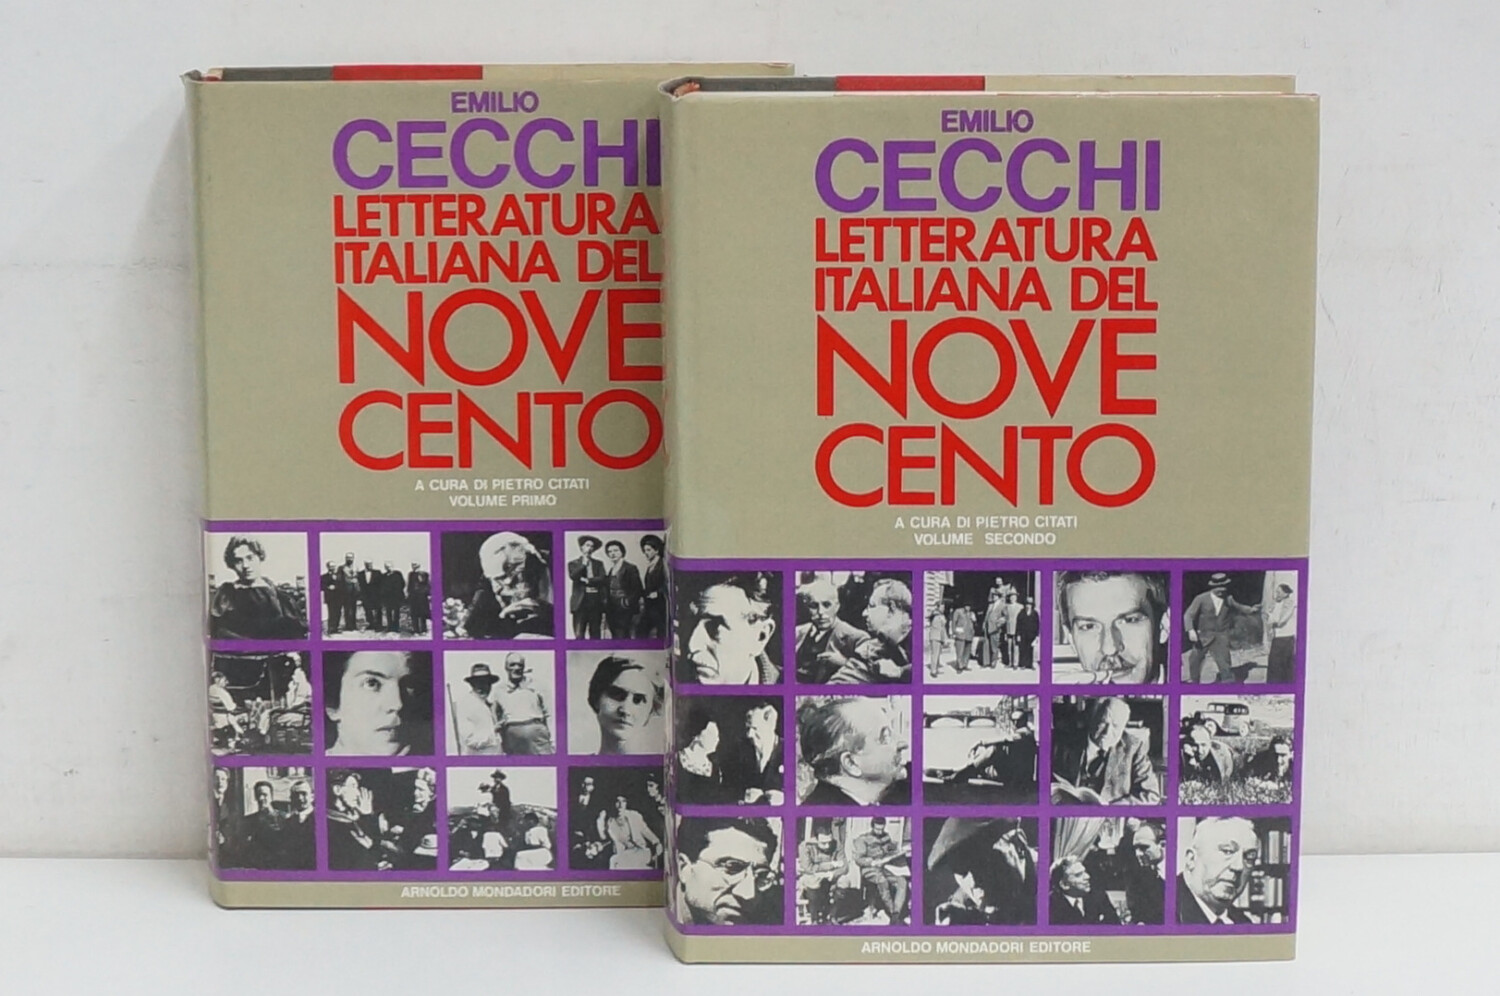 EMILIO
CECCHI
LETTERATURA
ITALIANA DEL
NOVE
CENTO
A CURA DI PIETRO CITATI
VOLUME PRIMO
ARNOLDO MONDADORI EDITORE
EMILIO
CECCHI
LETTERATURA
ITALIANA DEL
NOVE
CENTO
A CURA DI PIETRO CITATI
VOLUME SECONDO
ARNOLDO MONDADORI EDITORE